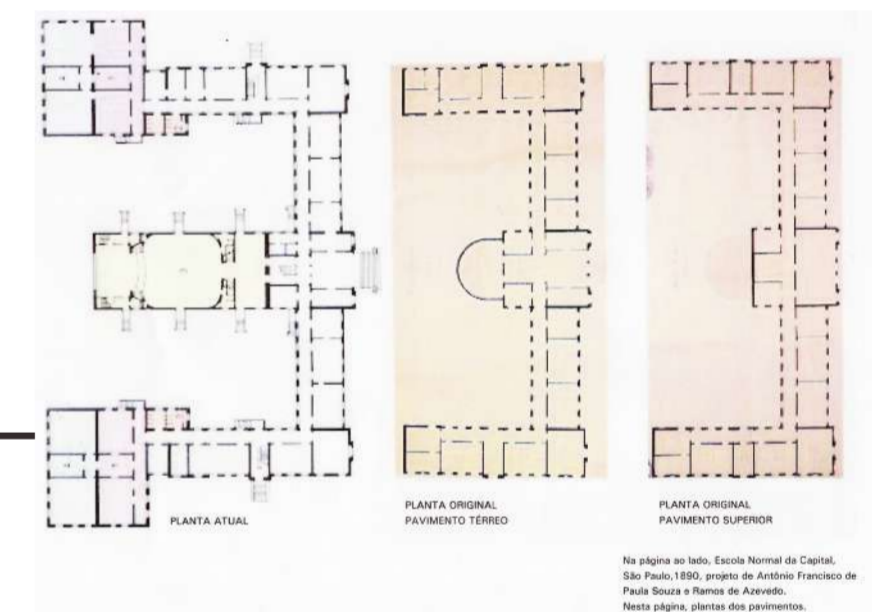 PLANTA ATUAL
PLANTA ORIGINAL
PAVIMENTO TÉRREO
PLANTA ORIGINAL
PAVIMENTO SUPERIOR
Na página ao lado, Escola Normal da Capital,
São Paulo,1890, projeto de Antônio Francisco de
Paula Souza e Ramos de Azevedo.
Nesta página, plantas dos pavimentos.